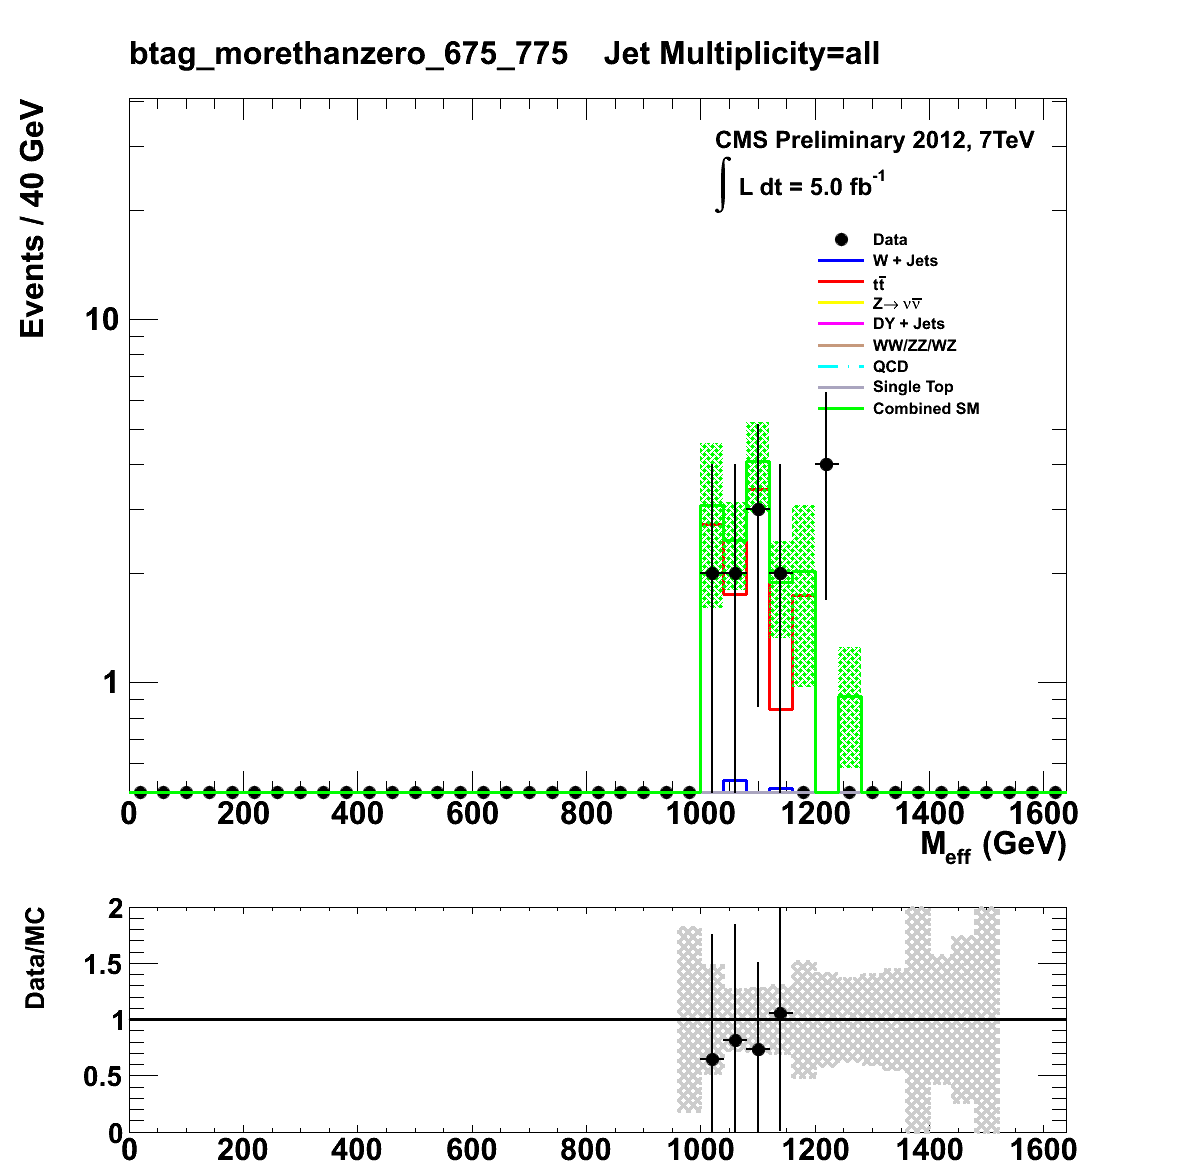 btag_morethanzero_675_775 Jet Multiplicity=all
Events / 40 GeV
CMS Preliminary 2012, 7TeV
∫ L dt = 5.0 fb⁻¹
Data
W + Jets
tt̅
Z→ νν̅
DY + Jets
WW/ZZ/WZ
QCD
Single Top
Combined SM
10
1
0 200 400 600 800 1000 1200 1400 1600
M_eff (GeV)
Data/MC
2
1.5
1
0.5
0
0 200 400 600 800 1000 1200 1400 1600